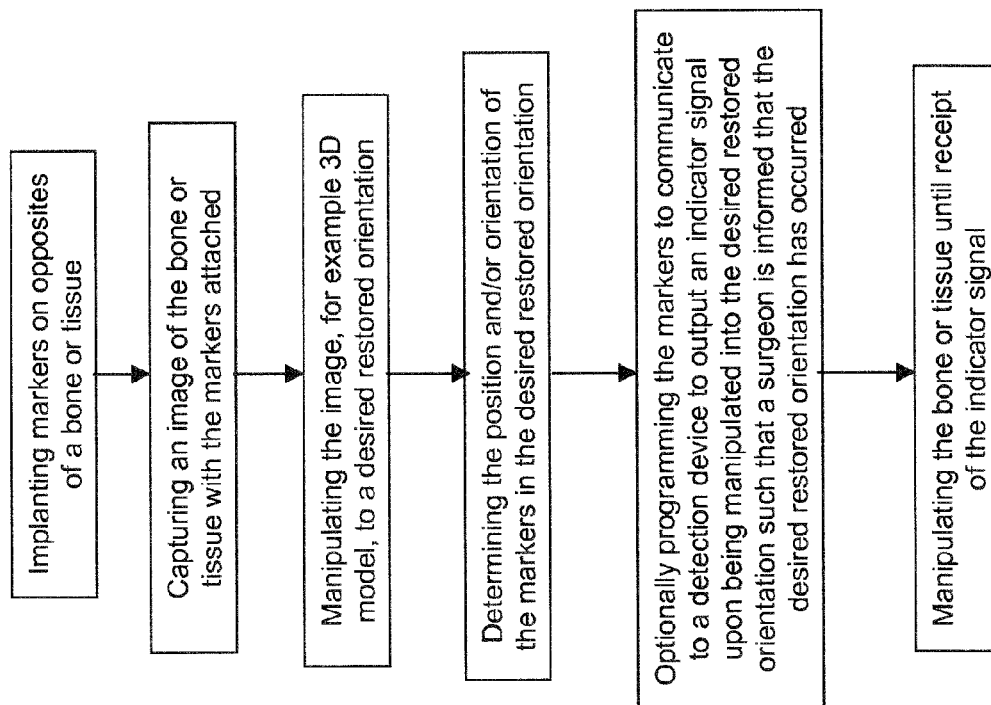 Implanting markers on opposites
of a bone or tissue
Capturing an image of the bone or
tissue with the markers attached
Manipulating the image, for example 3D
model, to a desired restored orientation
Determining the position and/or orientation of
the markers in the desired restored orientation
Optionally programming the markers to communicate
to a detection device to output an indicator signal
upon being manipulated into the desired restored
orientation such that a surgeon is informed that the
desired restored orientation has occurred
Manipulating the bone or tissue until receipt
of the indicator signal